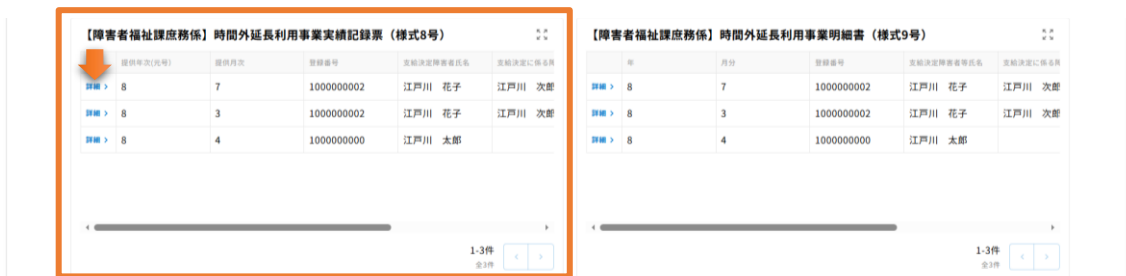 【障害者福祉課庶務係】時間外延長利用事業実績記録票（様式8号）
提供年次(元号) 提供月次 登録番号 支給決定障害者氏名 支給決定に係る
詳細 > 8 7 1000000002 江戸川 花子 江戸川 次郎
詳細 > 8 3 1000000002 江戸川 花子 江戸川 次郎
詳細 > 8 4 1000000000 江戸川 太郎
1-3件
全3件
【障害者福祉課庶務係】時間外延長利用事業明細書（様式9号）
年 月分 登録番号 支給決定障害者等氏名 支給決定に係る
詳細 > 8 7 1000000002 江戸川 花子 江戸川 次郎
詳細 > 8 3 1000000002 江戸川 花子 江戸川 次郎
詳細 > 8 4 1000000000 江戸川 太郎
1-3件
全3件